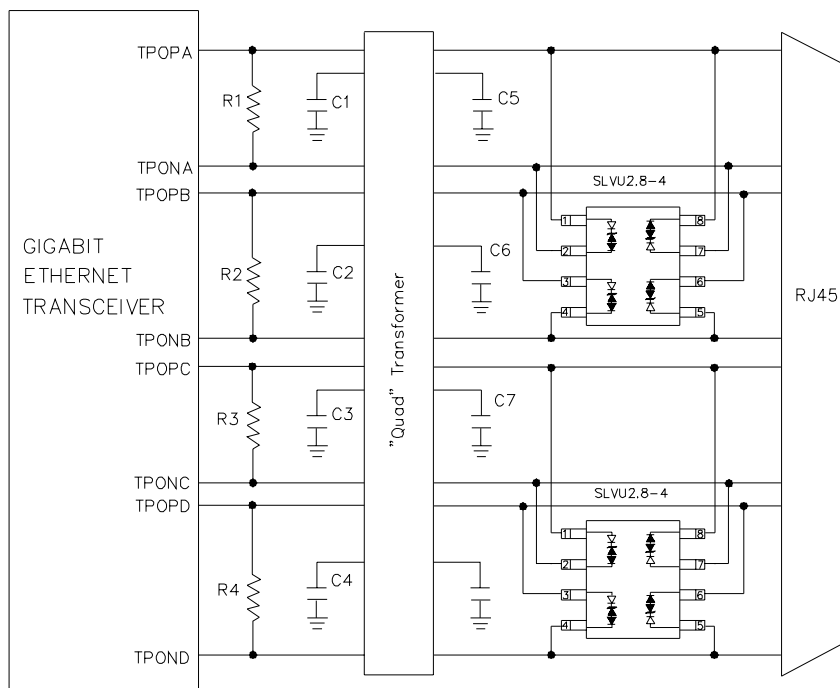 TPOPA
R1
C1
C5
TPONA
TPOPB
SLVU2.8-4
1
8
2
7
GIGABIT
ETHERNET
TRANSCEIVER
R2
C2
C6
3
6
4
5
RJ45
"Quad" Transformer
TPONB
TPOPC
R3
C3
C7
TPONC
TPOPD
SLVU2.8-4
1
8
2
7
R4
C4
3
6
4
5
TPOND